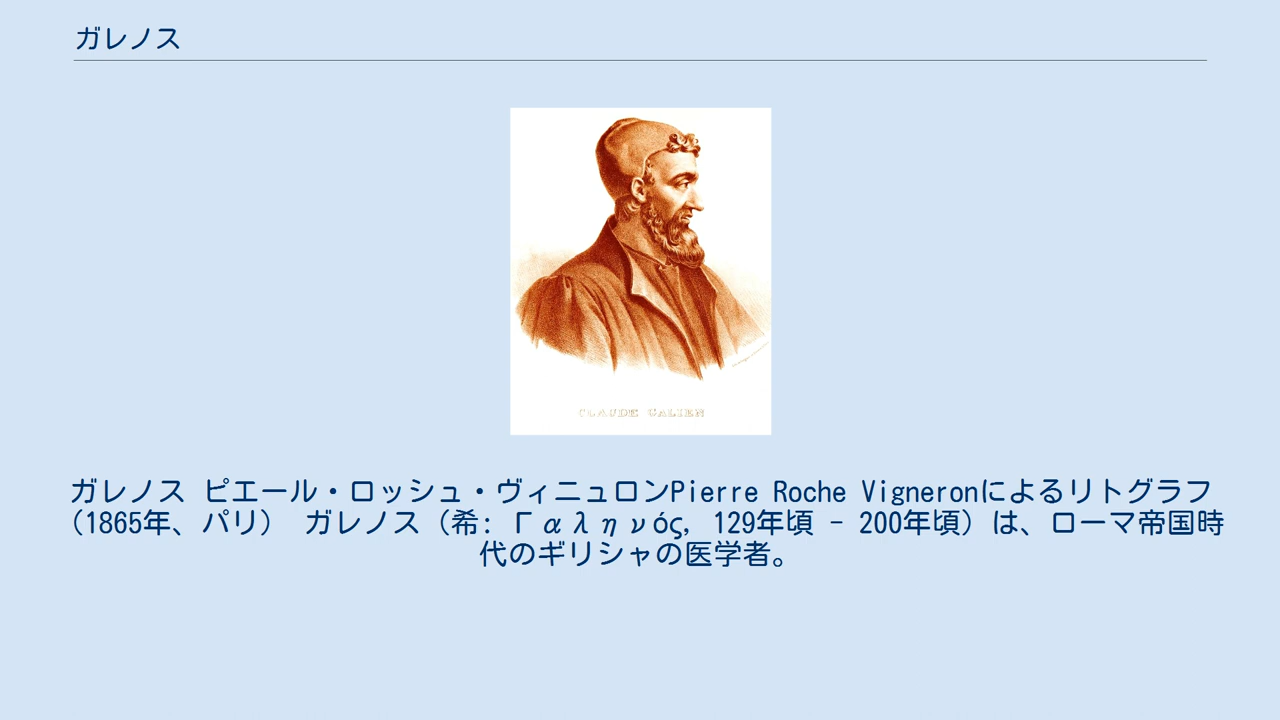 ガレノス
CLAUDE GALIEN
ガレノス ピエール・ロッシュ・ヴィニュロンPierre Roche Vigneronによるリトグラフ
(1865年、パリ) ガレノス (希: Γαληνός, 129年頃 - 200年頃) は、ローマ帝国時
代のギリシャの医学者。